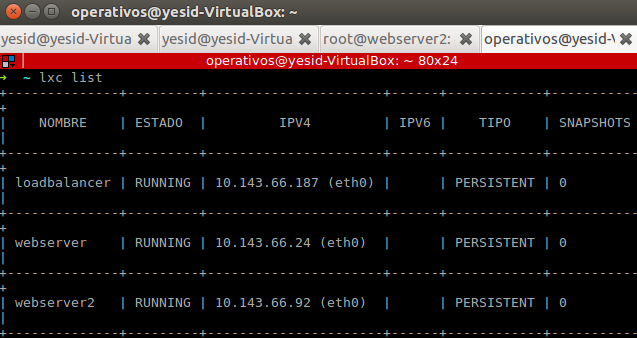 operativos@yesid-VirtualBox: ~
yesid@yesid-Virtua
yesid@yesid-Virtua
root@webserver2:
operativos@yesid-V
operativos@yesid-VirtualBox: ~ 80x24
→ ~ lxc list
+--------------+---------+----------------------+------+------------+-----------
+
| NOMBRE | ESTADO | IPV4 | IPV6 | TIPO | SNAPSHOTS
|
+--------------+---------+----------------------+------+------------+-----------
+
| loadbalancer | RUNNING | 10.143.66.187 (eth0) | | PERSISTENT | 0
|
+--------------+---------+----------------------+------+------------+-----------
+
| webserver | RUNNING | 10.143.66.24 (eth0) | | PERSISTENT | 0
|
+--------------+---------+----------------------+------+------------+-----------
+
| webserver2 | RUNNING | 10.143.66.92 (eth0) | | PERSISTENT | 0
|
+--------------+---------+----------------------+------+------------+-----------